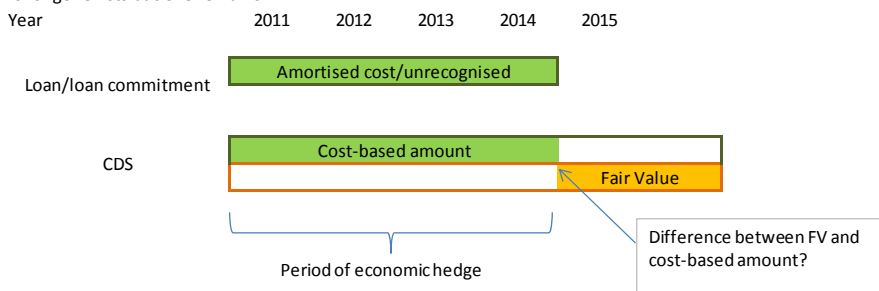 Year 2011 2012 2013 2014 2015
Amortised cost/unrecognised
Loan/loan commitment
Cost-based amount
CDS
Fair Value
Difference between FV and
cost-based amount?
Period of economic hedge